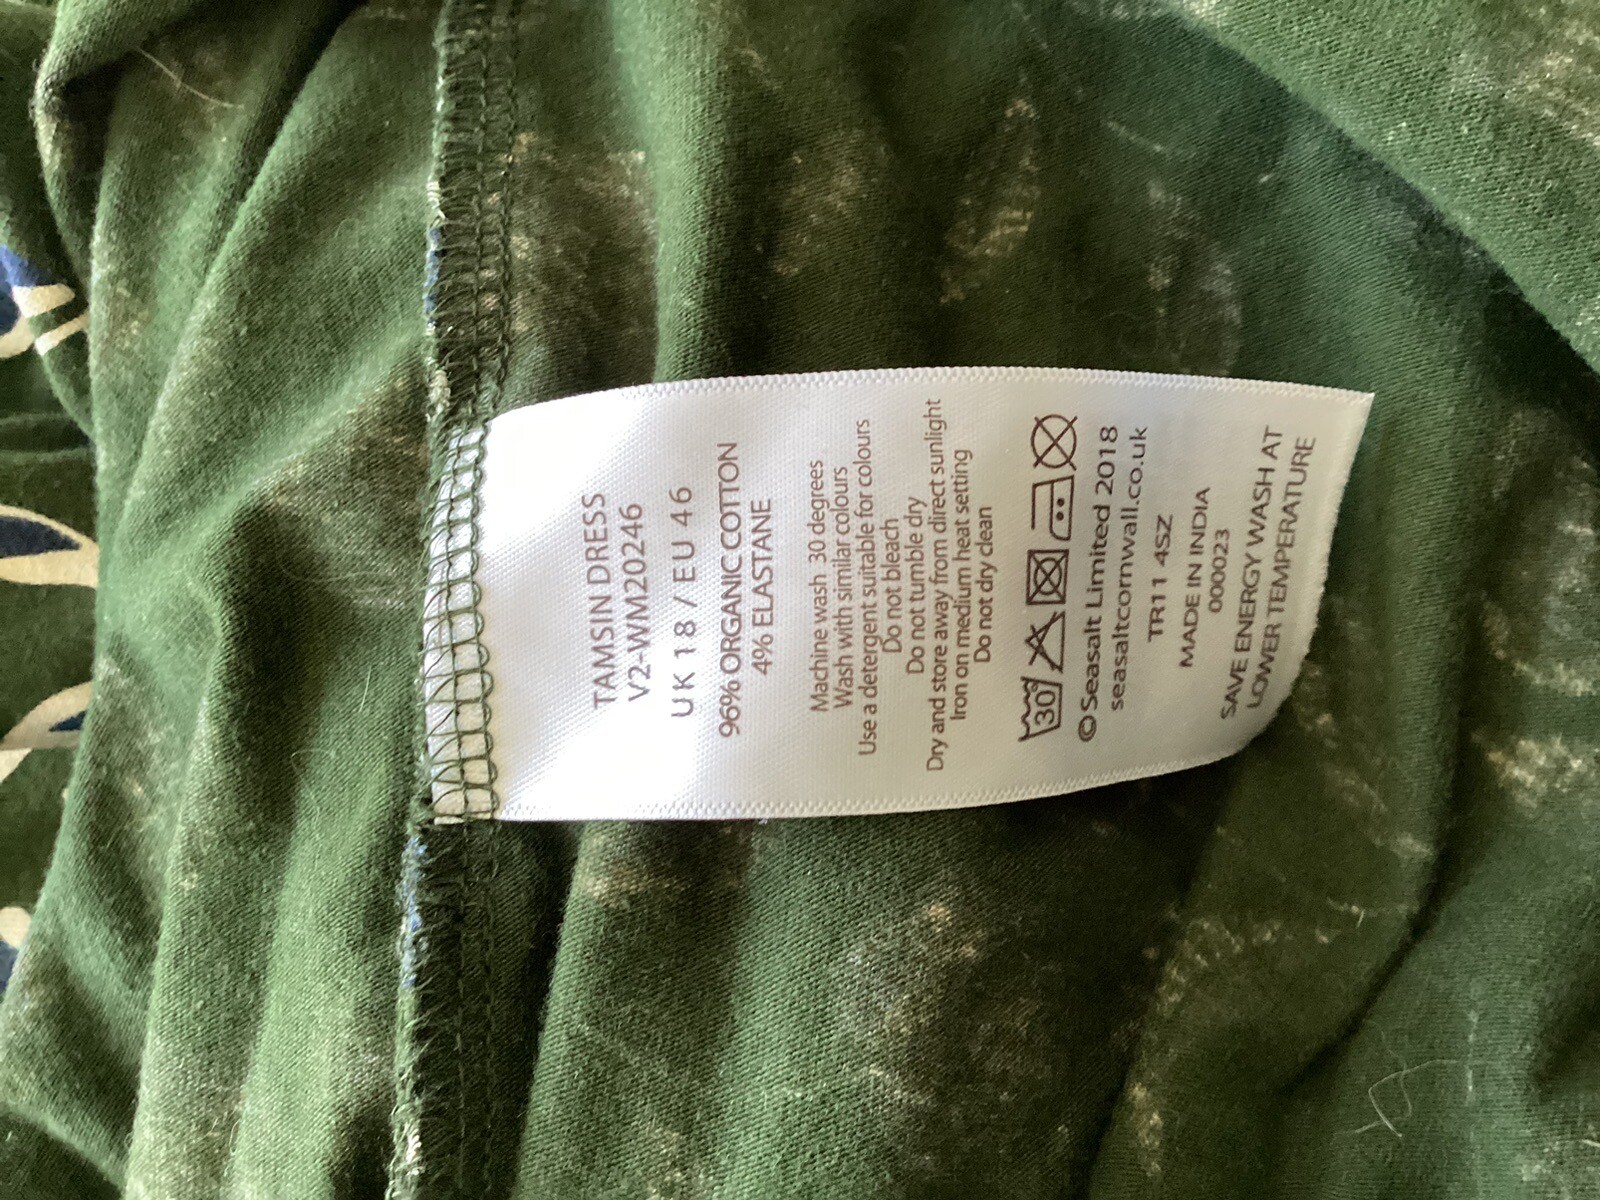 TAMSIN DRESS
V2-WM20246
UK 18 / EU 46
96% ORGANIC COTTON
4% ELASTANE
Machine wash 30 degrees
Wash with similar colours
Use a detergent suitable for colours
Do not bleach
Do not tumble dry
Dry and store away from direct sunlight
Iron on medium heat setting
Do not dry clean
30
©Seasalt Limited 2018
seasaltcornwall.co.uk
TR11 4SZ
MADE IN INDIA
000023
SAVE ENERGY WASH AT
LOWER TEMPERATURE